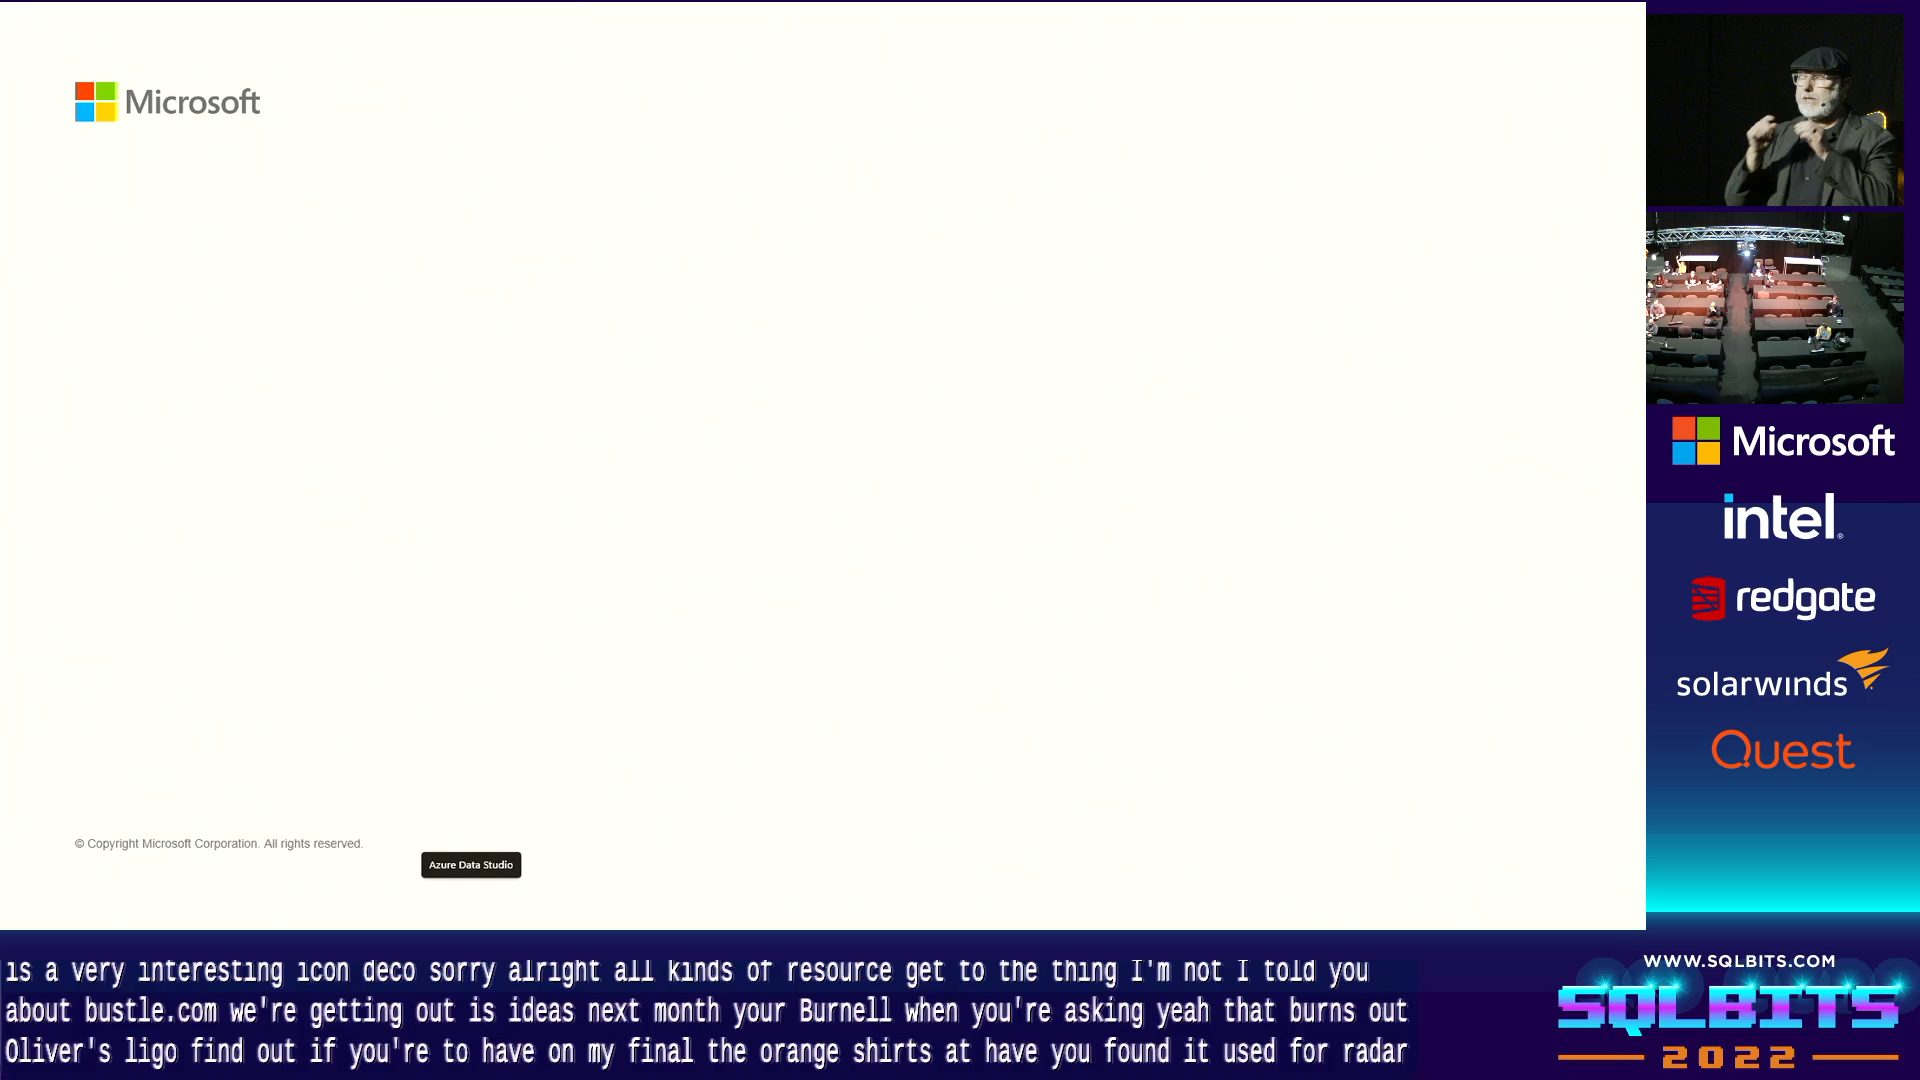 Microsoft
© Copyright Microsoft Corporation. All rights reserved.
Azure Data Studio
Microsoft
intel
redgate
solarwinds
Quest
is a very interesting icon deco sorry alright all kinds of resource get to the thing I'm not I told you
about bustle.com we're getting out is ideas next month your Burnell when you're asking yeah that burns out
Oliver's ligo find out if you're to have on my final the orange shirts at have you found it used for radar
WWW.SQLBITS.COM
SQLBITS
2022